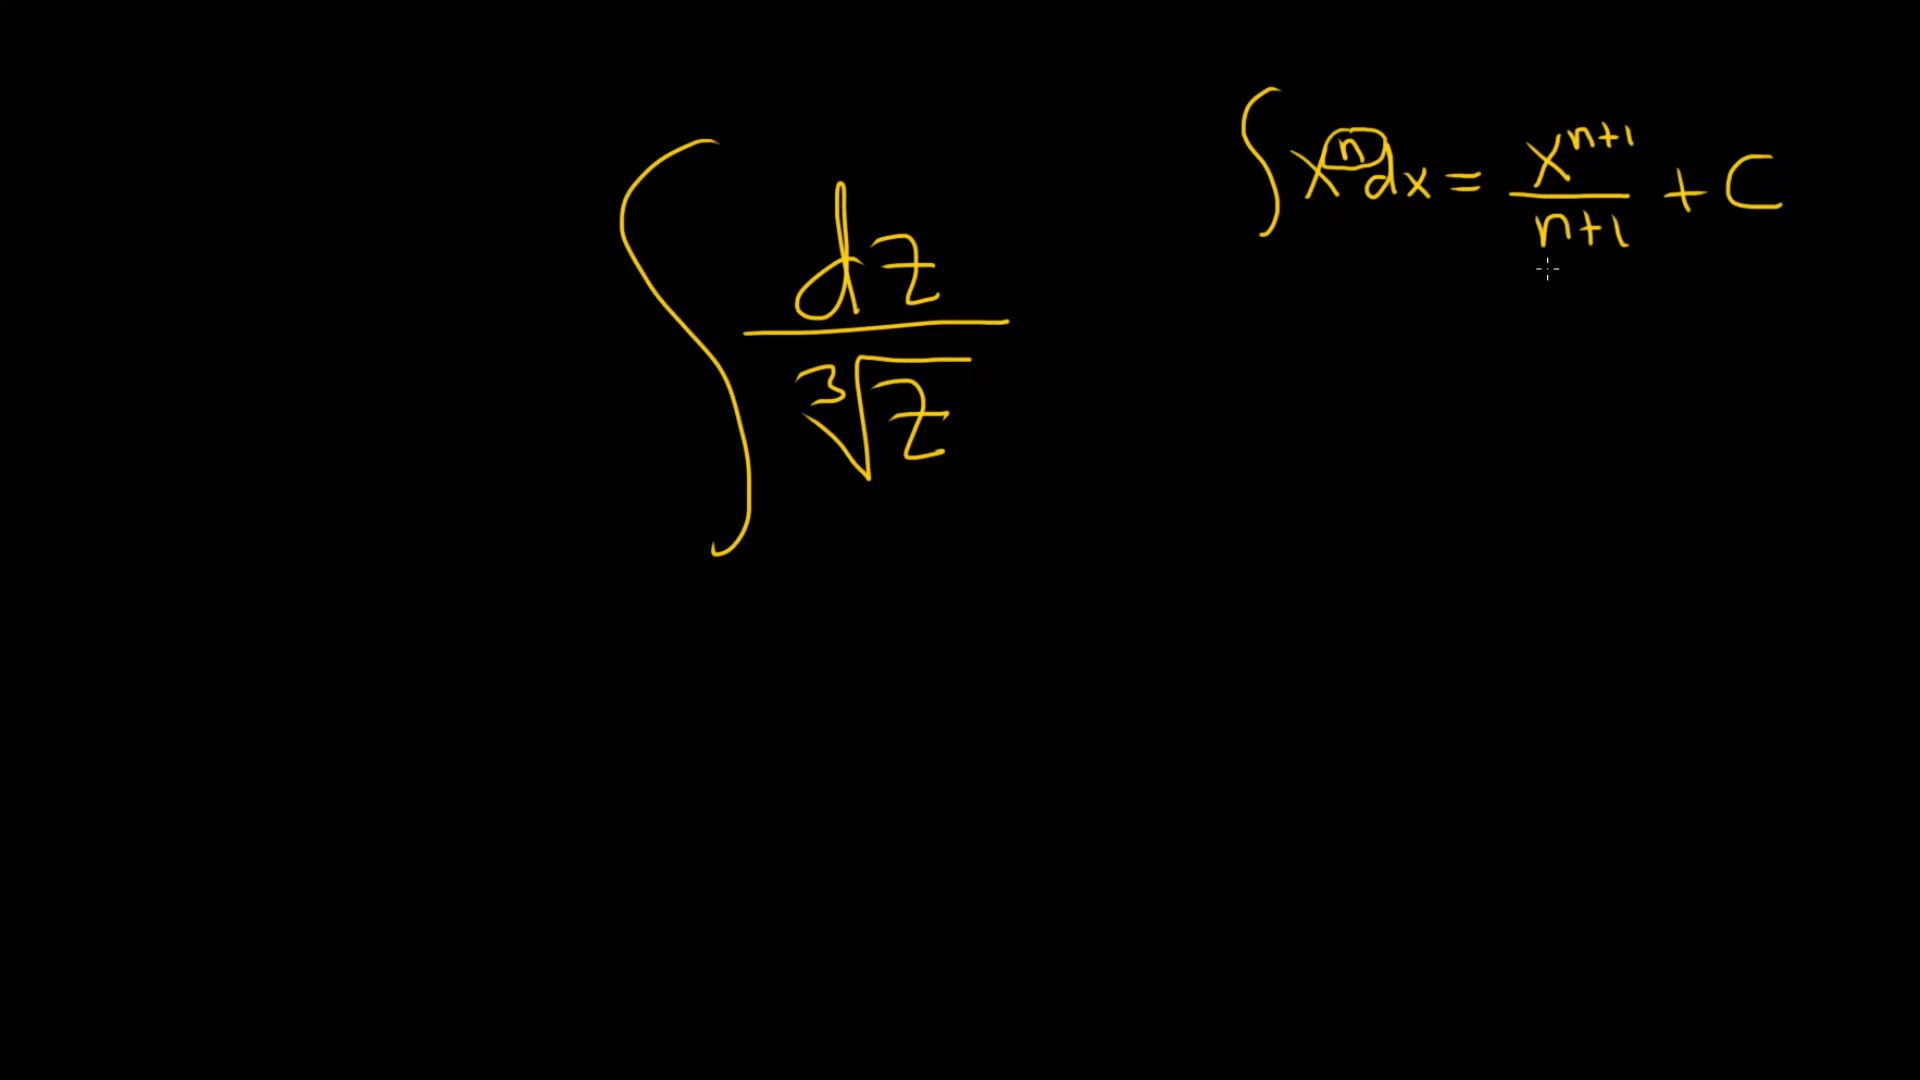 ∫ dz / ∛z
∫ xⁿ dx = xⁿ⁺¹ / n+1 + C